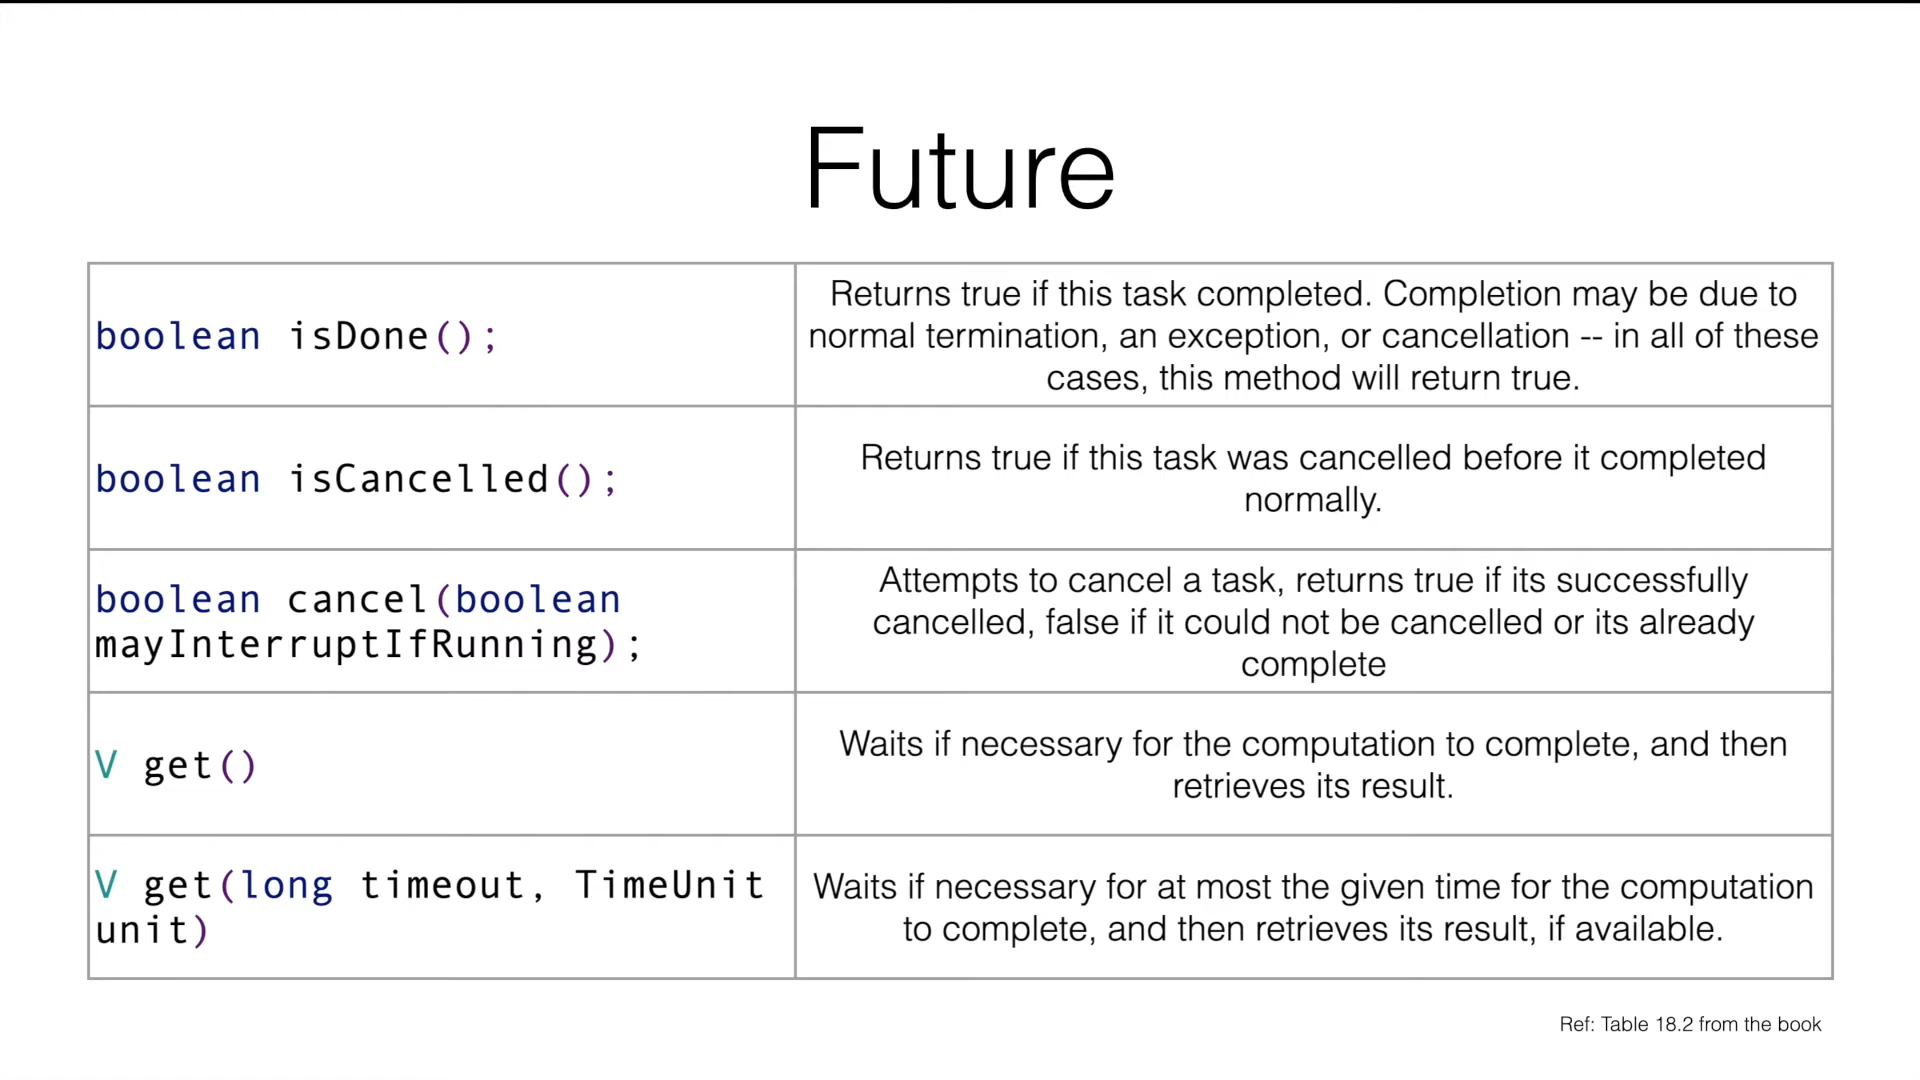 Future
boolean isDone();
Returns true if this task completed. Completion may be due to
normal termination, an exception, or cancellation -- in all of these
cases, this method will return true.
boolean isCancelled();
Returns true if this task was cancelled before it completed
normally.
boolean cancel(boolean
mayInterruptIfRunning);
Attempts to cancel a task, returns true if its successfully
cancelled, false if it could not be cancelled or its already
complete
V get()
Waits if necessary for the computation to complete, and then
retrieves its result.
V get(long timeout, TimeUnit
unit)
Waits if necessary for at most the given time for the computation
to complete, and then retrieves its result, if available.
Ref: Table 18.2 from the book